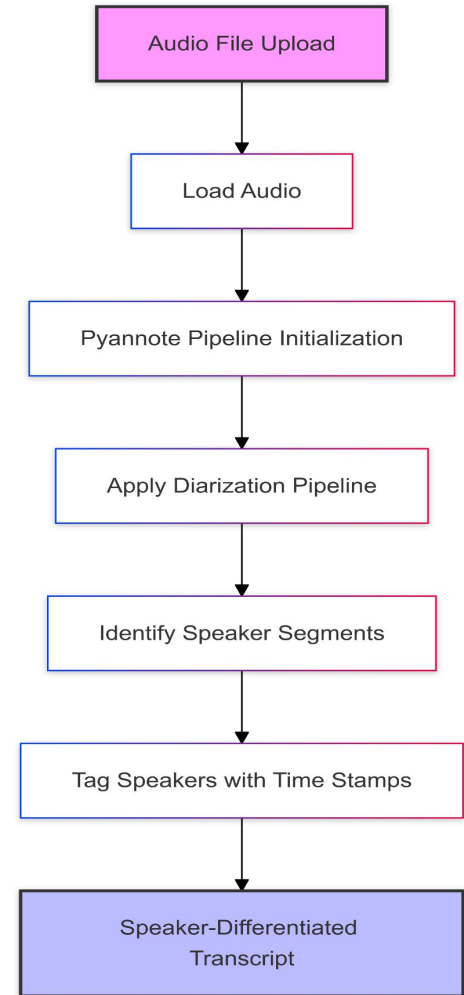 Audio File Upload
Load Audio
Pyannote Pipeline Initialization
Apply Diarization Pipeline
Identify Speaker Segments
Tag Speakers with Time Stamps
Speaker-Differentiated
Transcript